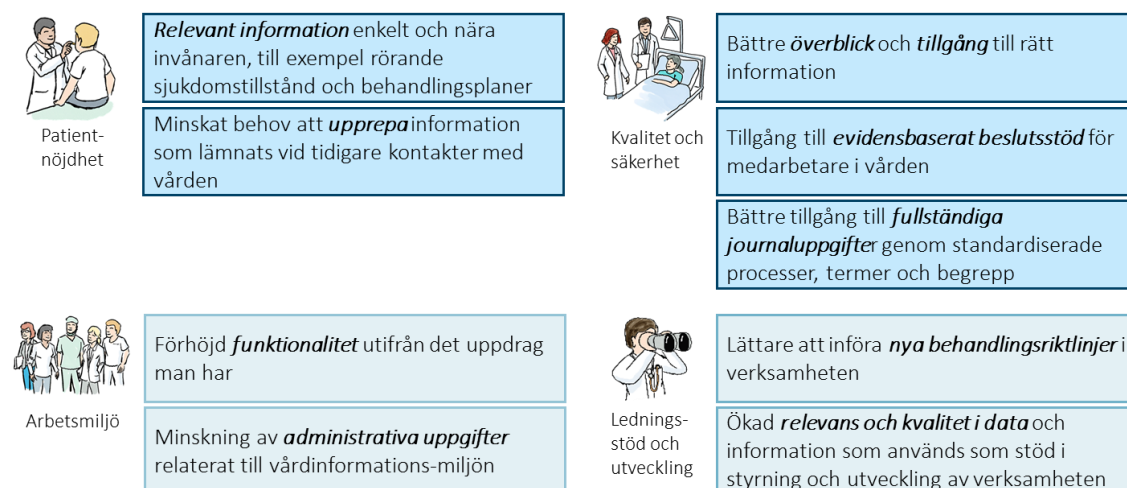 Relevant information enkelt och nära
invånaren, till exempel rörande
sjukdomstillstånd och behandlingsplaner
Minskat behov att upprepa information
som lämnats vid tidigare kontakter med
vården
Patient-
nöjdhet
Bättre överblick och tillgång till rätt
information
Tillgång till evidensbaserat beslutsstöd för
medarbetare i vården
Bättre tillgång till fullständiga
journaluppgifter genom standardiserade
processer, termer och begrepp
Kvalitet och
säkerhet
Förhöjd funktionalitet utifrån det uppdrag
man har
Minskning av administrativa uppgifter
relaterat till vårdinformations-miljön
Arbetsmiljö
Lättare att införa nya behandlingsriktlinjer i
verksamheten
Ökad relevans och kvalitet i data och
information som används som stöd i
styrning och utveckling av verksamheten
Lednings-
stöd och
utveckling